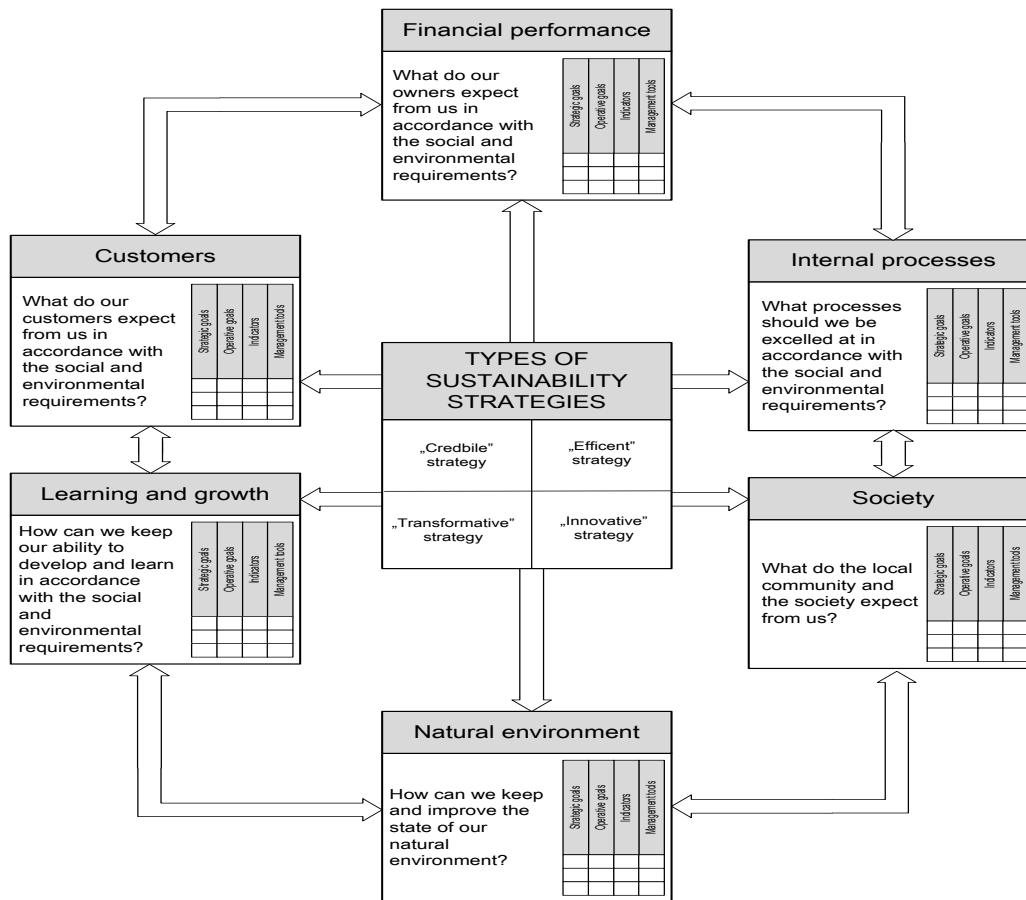 Financial performance
What do our
owners expect
from us in
accordance with
the social and
environmental
requirements?
Strategic goals
Operative goals
Indicators
Management tools
Customers
What do our
customers expect
from us in
accordance with
the social and
environmental
requirements?
Strategic goals
Operative goals
Indicators
Management tools
Internal processes
What processes
should we be
excelled at in
accordance with
the social and
environmental
requirements?
Strategic goals
Operative goals
Indicators
Management tools
TYPES OF
SUSTAINABILITY
STRATEGIES
„Credbile”
strategy
„Efficent”
strategy
„Transformative”
strategy
„Innovative”
strategy
Learning and growth
How can we keep
our ability to
develop and learn
in accordance
with the social
and
environmental
requirements?
Strategic goals
Operative goals
Indicators
Management tools
Society
What do the local
community and
the society expect
from us?
Strategic goals
Operative goals
Indicators
Management tools
Natural environment
How can we keep
and improve the
state of our
natural
environment?
Strategic goals
Operative goals
Indicators
Management tools